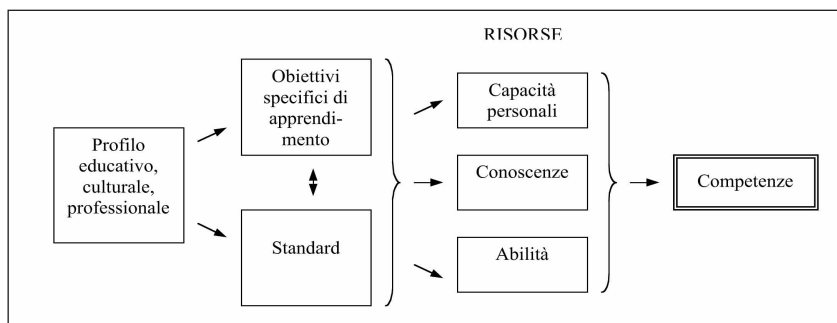 RISORSE
Profilo
educativo,
culturale,
professionale
Obiettivi
specifici di
apprendi-
mento
Standard
Capacità
personali
Conoscenze
Abilità
Competenze